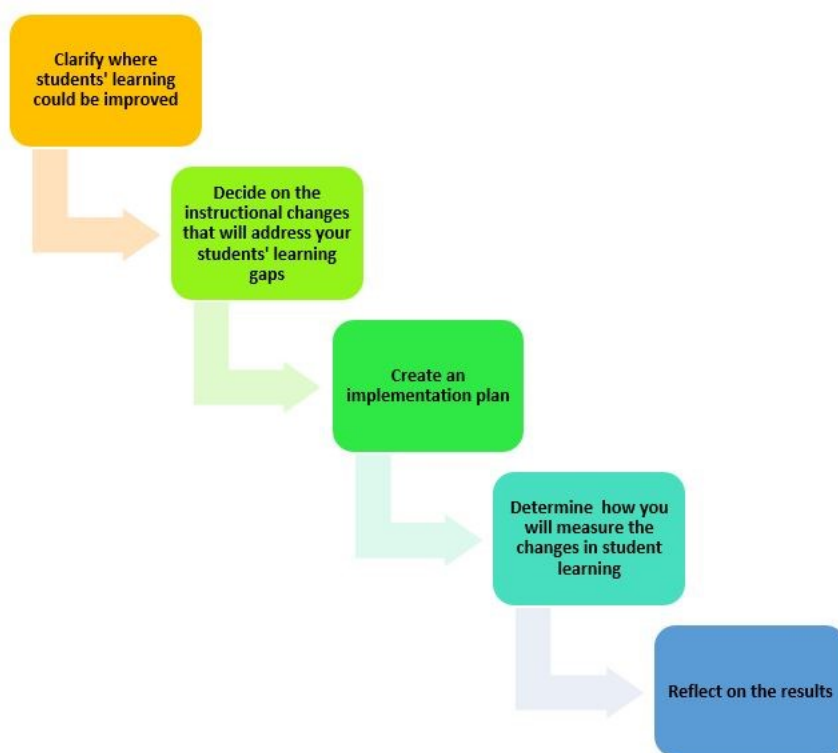 Clarify where
students' learning
could be improved
Decide on the
instructional changes
that will address your
students' learning
gaps
Create an
implementation plan
Determine  how you
will measure the
changes in student
learning
Reflect on the results